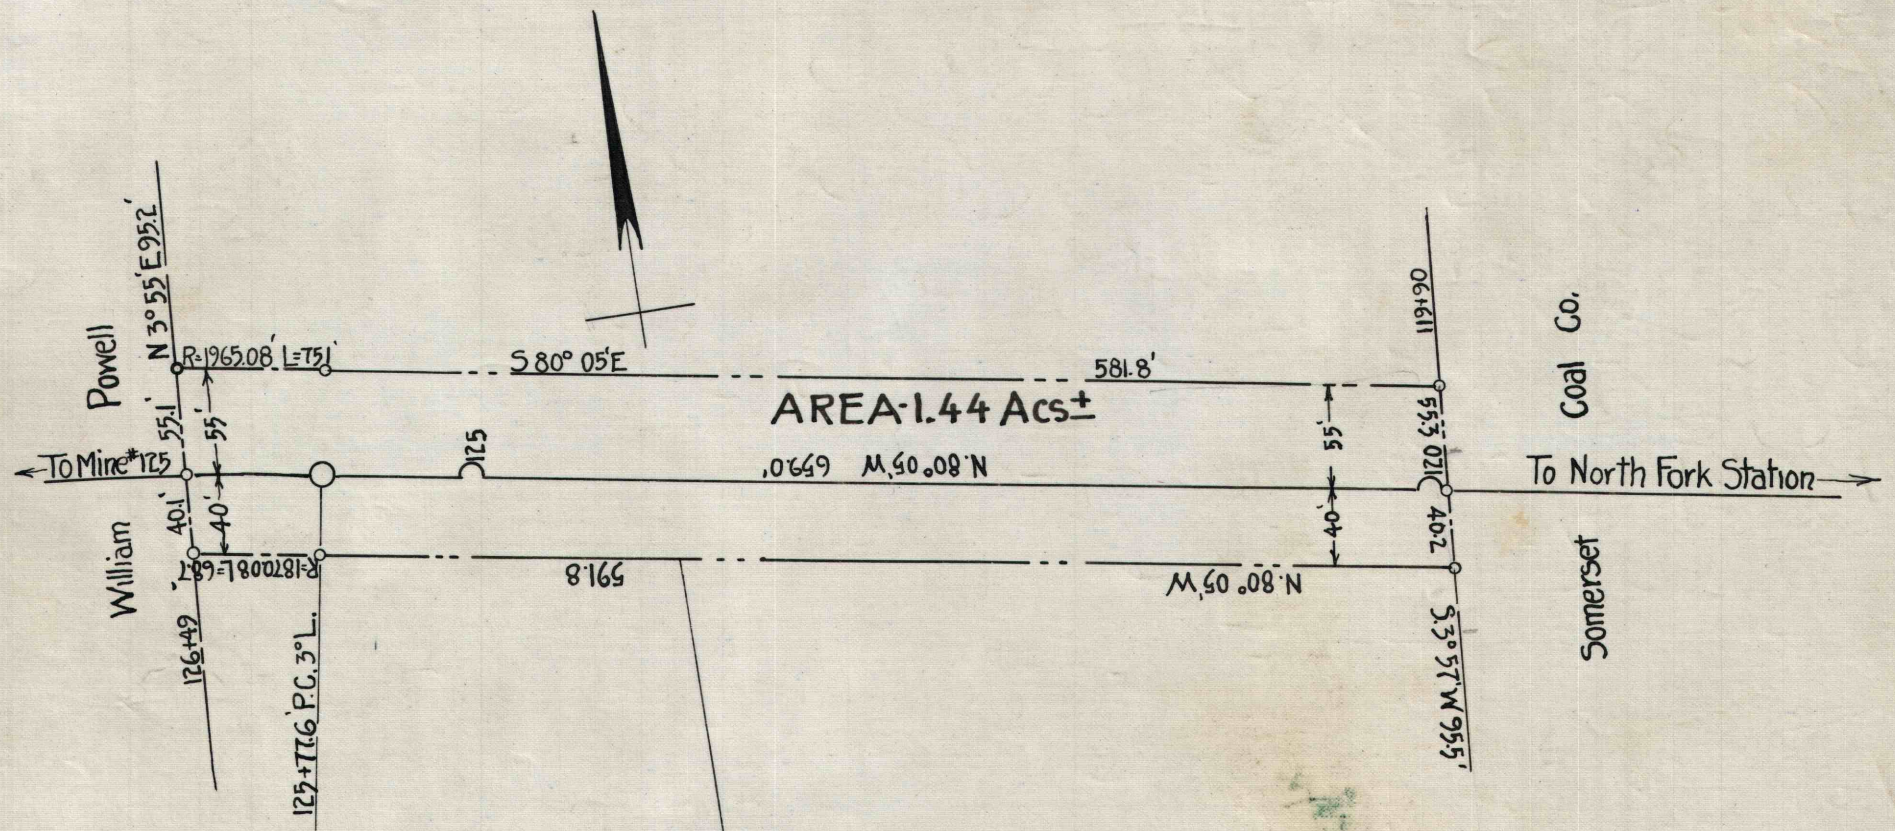 N 3° 55' E 95.2'
Powell
R=1965.08' L=75.1'
S 80° 05' E
581.8'
119+90
Coal Co.
AREA-1.44 Acs±
55.1'
55'
55'
55.3
To Mine #125
125
N. 80° 05' W 659.0'
120
To North Fork Station
40.1'
40'
40'
40.2
William
R=1870.08 L=68.7'
591.8
N. 80° 05' W
Somerset
126+49
125+77.6' P.C. 3° L.
S. 3° 57' W 95.5'